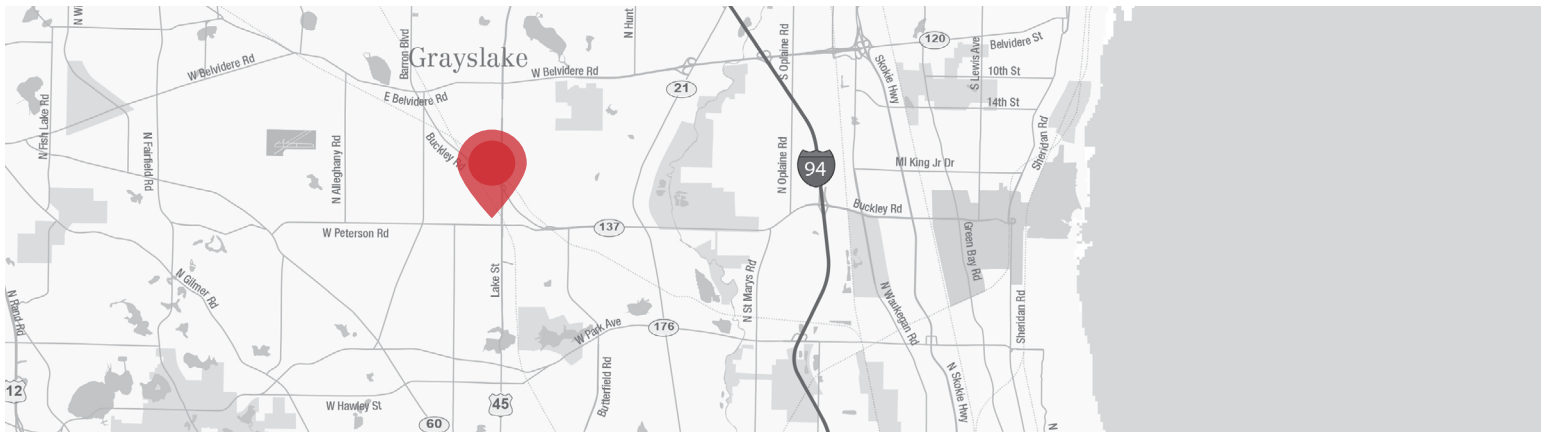 N Wi
Barron Blvd
N Hunt
S Oplaine Rd
120
Belvidere St
Grayslake
W Belvidere Rd
W Belvidere Rd
Skokie Hwy
S Lewis Ave
10th St
21
E Belvidere Rd
14th St
N Fish Lake Rd
N Fairfield Rd
N Alleghany Rd
Buckley Rd
N Oplaine Rd
94
Ml King Jr Dr
Sheridan Rd
Buckley Rd
W Peterson Rd
137
Green Bay Rd
N Gilmer Rd
Lake St
N St Marys Rd
N Rand Rd
N Waukegan Rd
Sheridan Rd
W Park Ave
176
12
Butterfield Rd
N Skokie Hwy
W Hawley St
45
60
N